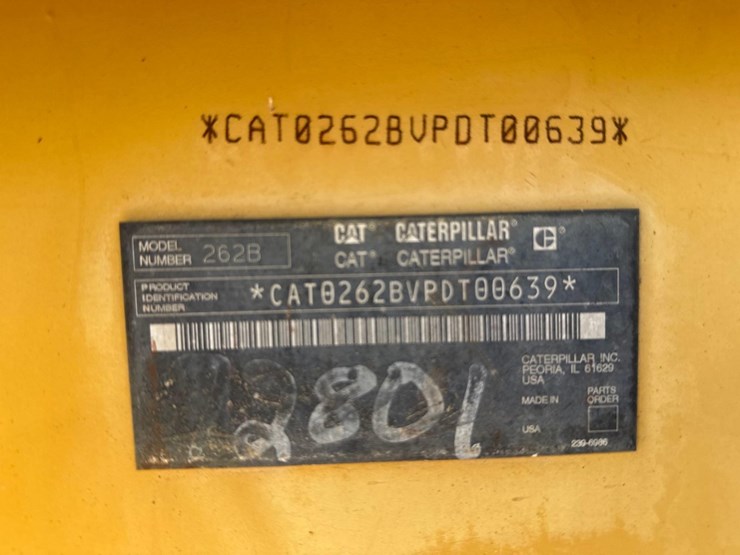 *CAT0262BVPDT00639*
CAT® CATERPILLAR®
CAT® CATERPILLAR®
MODEL
NUMBER 262B
PRODUCT
IDENTIFICATION
NUMBER
*CAT0262BVPDT00639*
CATERPILLAR INC.
PEORIA, IL 61629
USA
MADE IN
USA
PARTS
ORDER
239-6986
2801